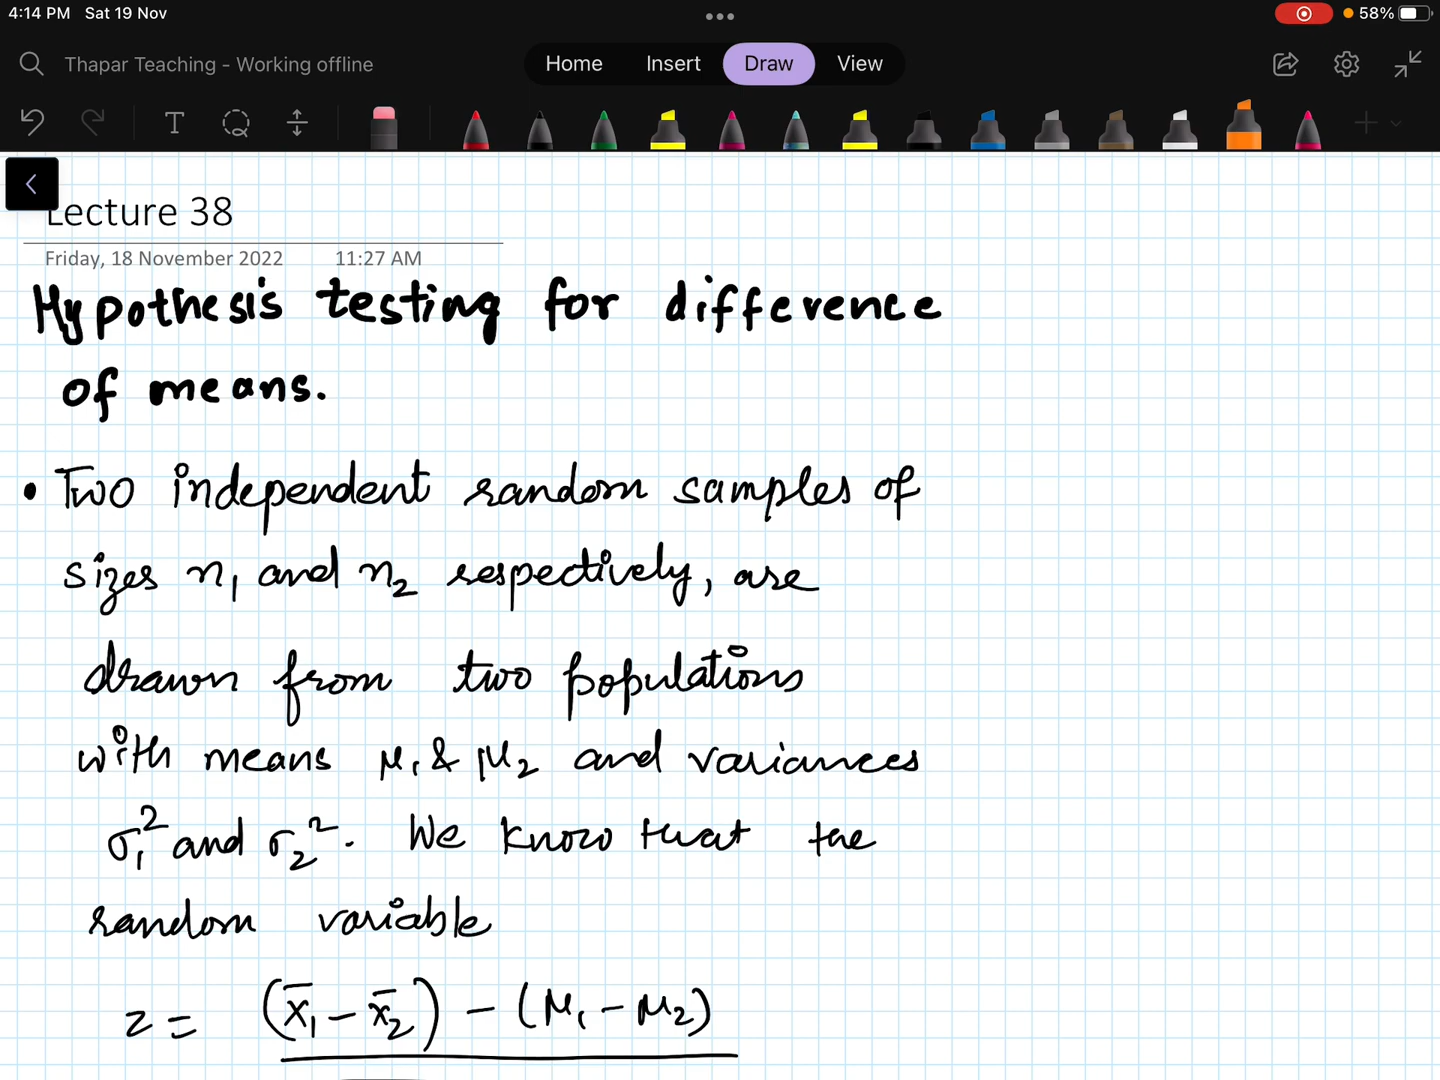 4:14 PM Sat 19 Nov
58%
Thapar Teaching - Working offline
Home Insert Draw View
T
Lecture 38
Friday, 18 November 2022 11:27 AM
Hypothesis testing for difference
of means.
• Two independent random samples of
sizes n₁ and n₂ respectively, are
drawn from two populations
with means μ₁ & μ₂ and variances
σ₁² and σ₂². We know that the
random variable
z = (x̄₁ - x̄₂) - (μ₁ - μ₂)